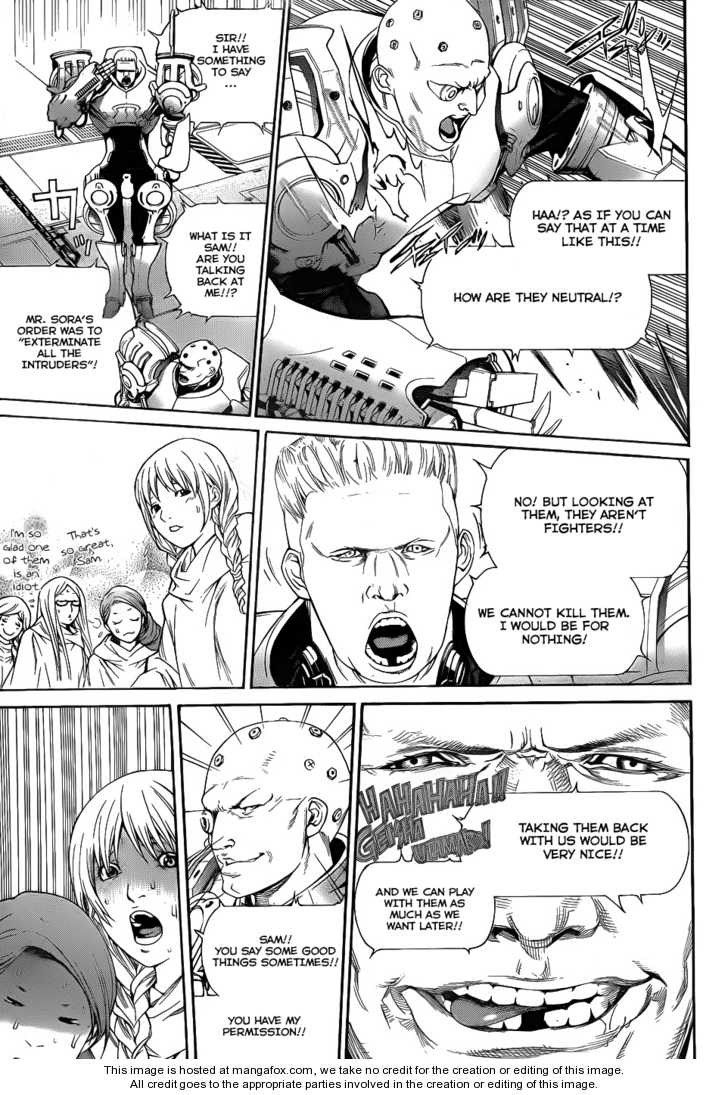 HAA!? AS IF YOU CAN
SAY THAT AT A TIME
LIKE THIS!!
HOW ARE THEY NEUTRAL!?
SIR!!
I HAVE
SOMETHING
TO SAY
...
WHAT IS IT
SAM!!
ARE YOU
TALKING
BACK AT
ME!!?
MR. SORA'S
ORDER WAS TO
"EXTERMINATE
ALL THE
INTRUDERS"!
NO! BUT LOOKING AT
THEM, THEY AREN'T
FIGHTERS!!
WE CANNOT KILL THEM.
I WOULD BE FOR
NOTHING!
That's
so great,
Sam
I'm so
glad one
of them
is an
idiot.
TAKING THEM BACK
WITH US WOULD BE
VERY NICE!!
AND WE CAN PLAY
WITH THEM AS
MUCH AS WE
WANT LATER!!
HAHAHAHA!!
GEISHA
UTAMARO!
SAM!!
YOU SAY SOME GOOD
THINGS SOMETIMES!!
YOU HAVE MY
PERMISSION!!
This image is hosted at mangafox.com, we take no credit for the creation or editing of this image.
All credit goes to the appropriate parties involved in the creation or editing of this image.